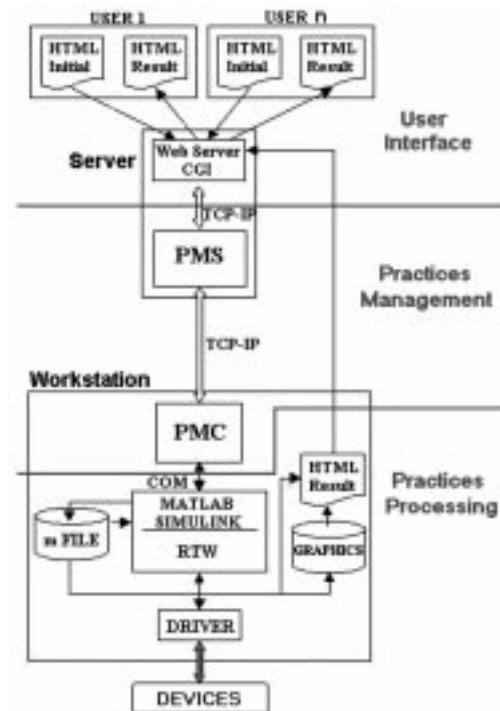 USER 1
USER n
HTML
Initial
HTML
Result
HTML
Initial
HTML
Result
User
Interface
Server
Web Server
CGI
TCP-IP
PMS
Practices
Management
TCP-IP
Workstation
PMC
COM
HTML
Result
Practices
Processing
m FILE
MATLAB
SIMULINK
RTW
GRAPHICS
DRIVER
DEVICES